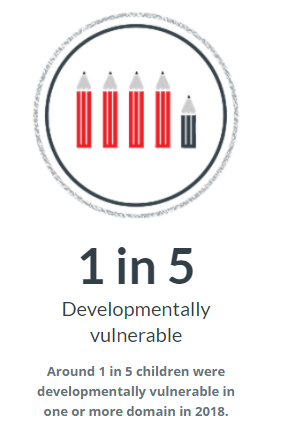 1 in 5
Developmentally
vulnerable
Around 1 in 5 children were
developmentally vulnerable in
one or more domain in 2018.